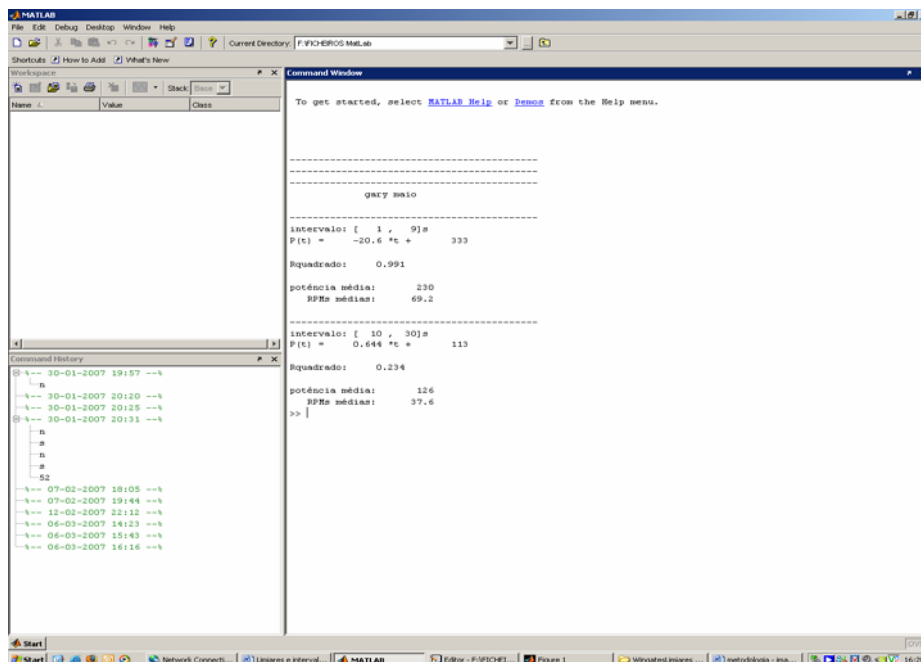 MATLAB
File Edit Debug Desktop Window Help
Current Directory: F:\FICHEIROS MatLab
Shortcuts How to Add What's New
Workspace
Stack: Base
Name Value Class
Command Window
To get started, select MATLAB Help or Demos from the Help menu.
-------------------------------------------
-------------------------------------------
-------------------------------------------
gary maio
-------------------------------------------
intervalo: [ 1 , 9]s
P(t) = -20.6 *t + 333
Rquadrado: 0.991
potência média: 230
RPMs médias: 69.2
-------------------------------------------
intervalo: [ 10 , 30]s
P(t) = 0.644 *t + 113
Rquadrado: 0.234
potência média: 126
RPMs médias: 37.6
>>
Command History
%-- 30-01-2007 19:57 --%
n
%-- 30-01-2007 20:20 --%
%-- 30-01-2007 20:25 --%
%-- 30-01-2007 20:31 --%
n
s
n
s
52
%-- 07-02-2007 18:05 --%
%-- 07-02-2007 19:44 --%
%-- 12-02-2007 22:12 --%
%-- 06-03-2007 14:23 --%
%-- 06-03-2007 15:43 --%
%-- 06-03-2007 16:16 --%
Start
OVR
Start Network Connecti... Limiares e interval... MATLAB Editor - F:\FICHEI... Figure 1 WingatesLimiares ... metodologia - ima...